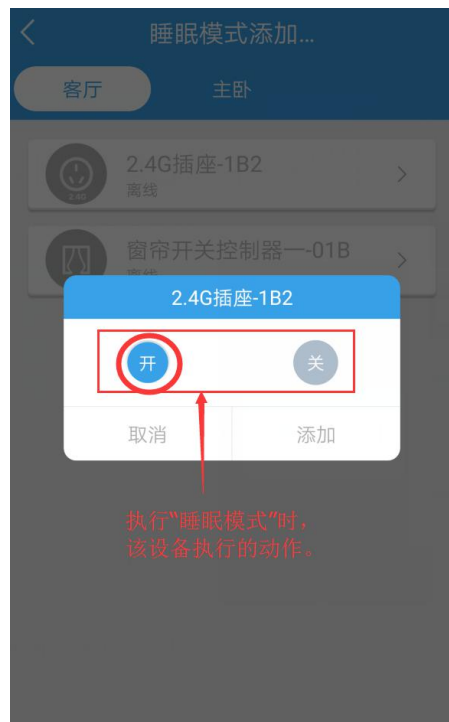 睡眠模式添加...
客厅
主卧
2.4G插座-1B2
离线
2.4G
窗帘开关控制器一-01B
离线
2.4G插座-1B2
开
关
取消
添加
执行“睡眠模式”时，
该设备执行的动作。